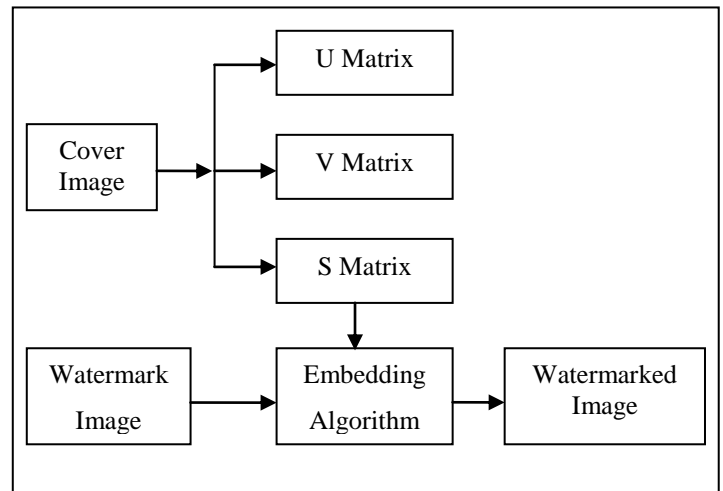 U Matrix
Cover
Image
V Matrix
S Matrix
Watermark
Image
Embedding
Algorithm
Watermarked
Image